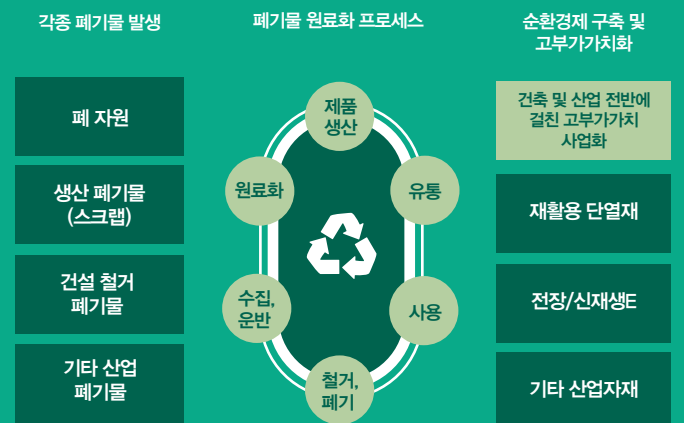 각종 폐기물 발생
폐 자원
생산 폐기물
(스크랩)
건설 철거
폐기물
기타 산업
폐기물
폐기물 원료화 프로세스
제품
생산
유통
사용
철거,
폐기
수집,
운반
원료화
순환경제 구축 및
고부가가치화
건축 및 산업 전반에
걸친 고부가가치
사업화
재활용 단열재
전장/신재생E
기타 산업자재